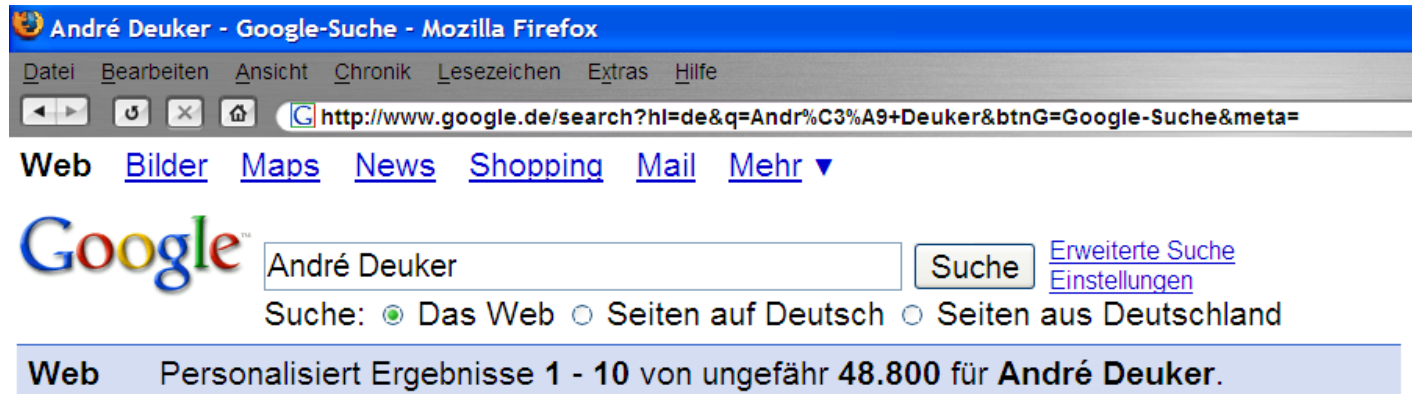 André Deuker - Google-Suche - Mozilla Firefox
Datei Bearbeiten Ansicht Chronik Lesezeichen Extras Hilfe
G http://www.google.de/search?hl=de&q=Andr%C3%A9+Deuker&btnG=Google-Suche&meta=
Web Bilder Maps News Shopping Mail Mehr ▼
Google™ André Deuker Suche Erweiterte Suche
Einstellungen
Suche: Das Web Seiten auf Deutsch Seiten aus Deutschland
Web Personalisiert Ergebnisse 1 - 10 von ungefähr 48.800 für André Deuker.